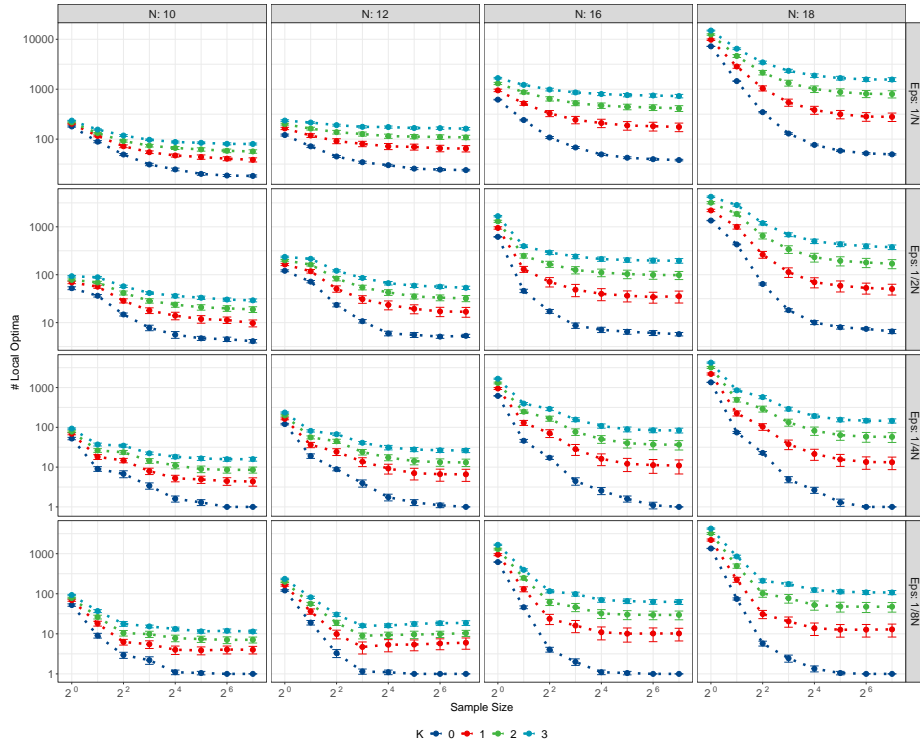 N: 10
N: 12
N: 16
N: 18
10000
1000
100
Eps: 1/N
1000
100
10
Eps: 1/2N
# Local Optima
1000
100
10
1
Eps: 1/4N
1000
100
10
1
Eps: 1/8N
2^0 2^2 2^4 2^6
2^0 2^2 2^4 2^6
2^0 2^2 2^4 2^6
2^0 2^2 2^4 2^6
Sample Size
K 0 1 2 3